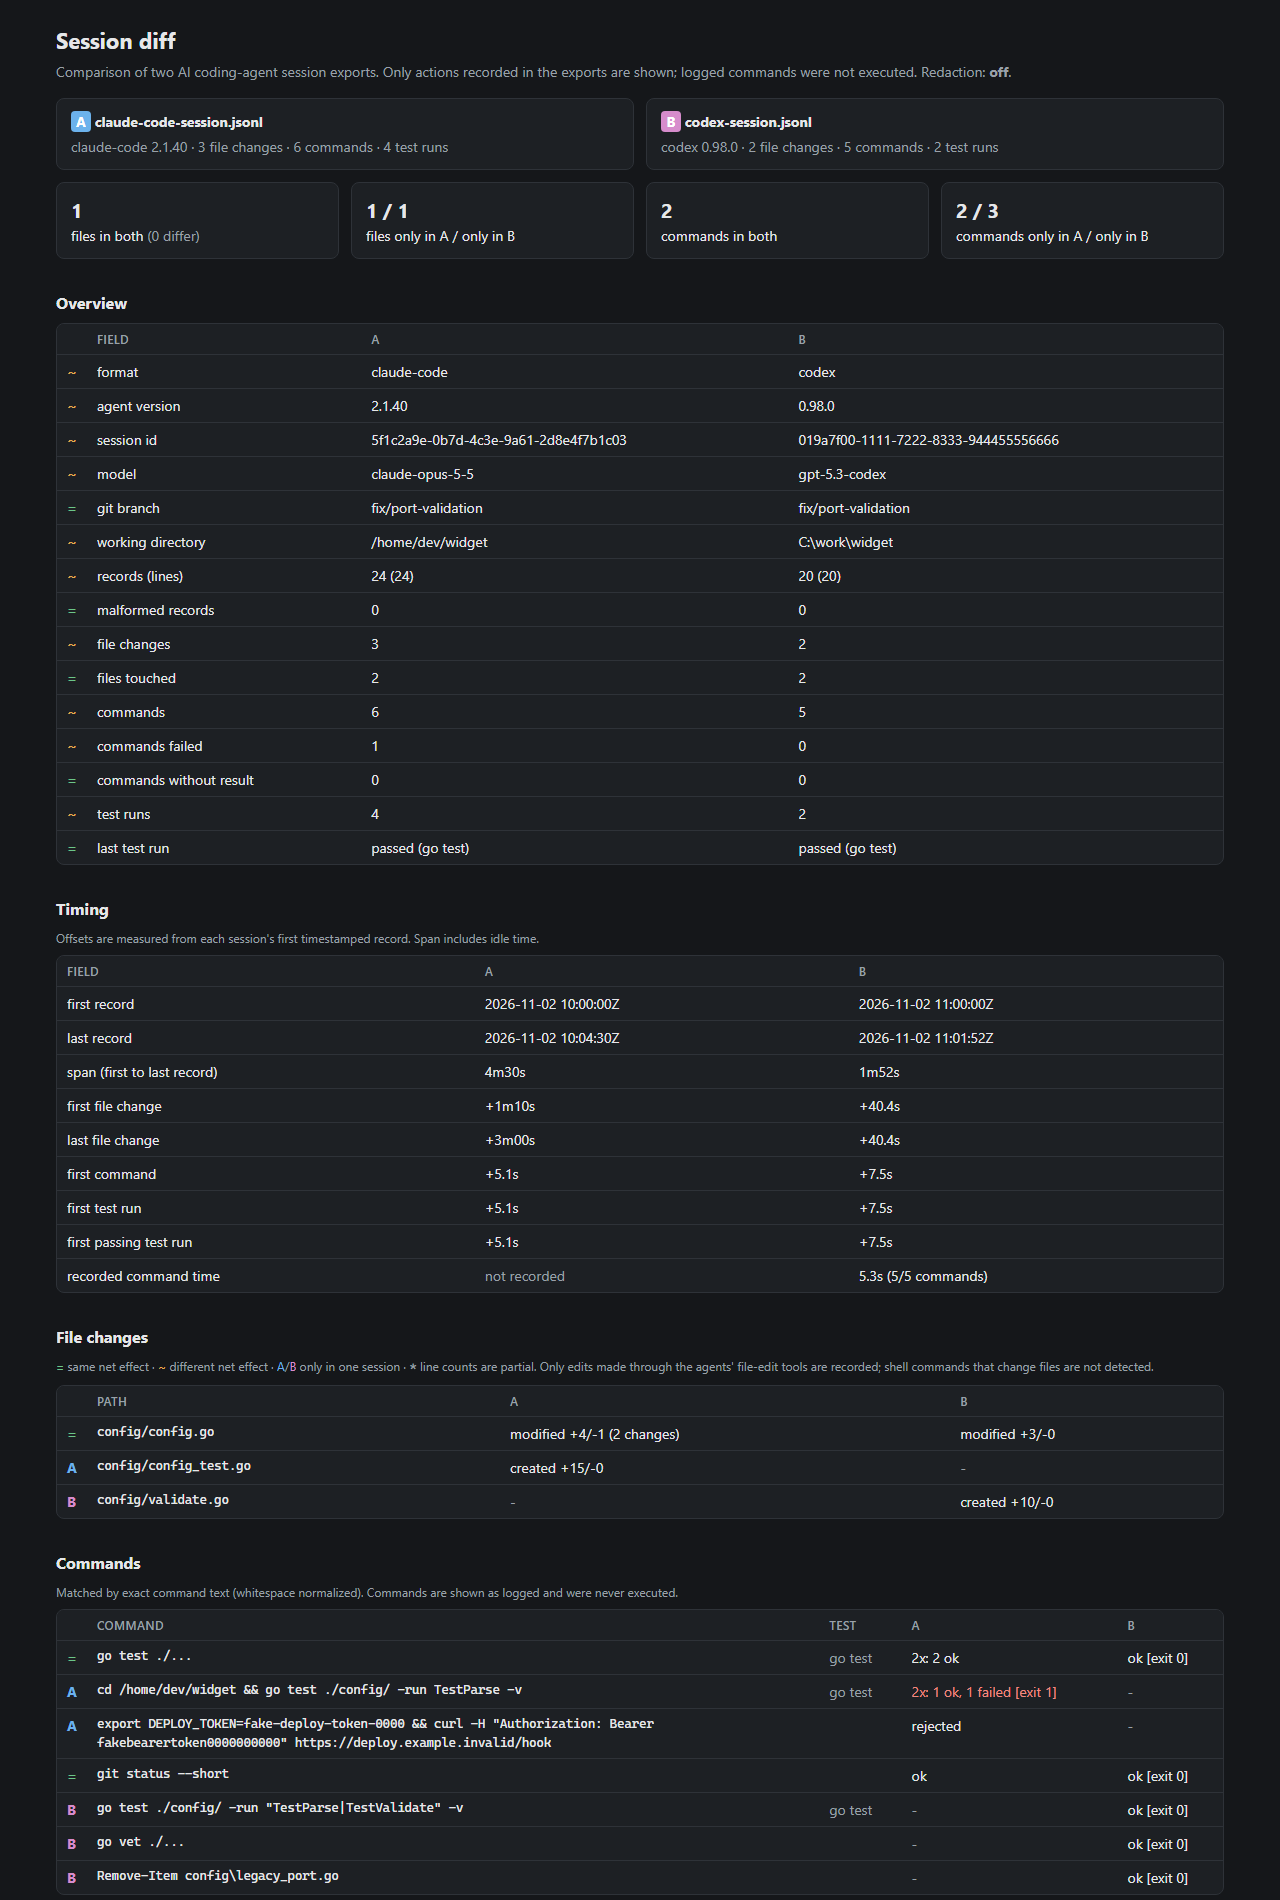 Session diff
Comparison of two AI coding-agent session exports. Only actions recorded in the exports are shown; logged commands were not executed. Redaction: off.
A claude-code-session.jsonl
claude-code 2.1.40 · 3 file changes · 6 commands · 4 test runs
B codex-session.jsonl
codex 0.98.0 · 2 file changes · 5 commands · 2 test runs
1
files in both (0 differ)
1 / 1
files only in A / only in B
2
commands in both
2 / 3
commands only in A / only in B
Overview
FIELD A B
~ format claude-code codex
~ agent version 2.1.40 0.98.0
~ session id 5f1c2a9e-0b7d-4c3e-9a61-2d8e4f7b1c03 019a7f00-1111-7222-8333-944455556666
~ model claude-opus-5-5 gpt-5.3-codex
= git branch fix/port-validation fix/port-validation
~ working directory /home/dev/widget C:\work\widget
~ records (lines) 24 (24) 20 (20)
= malformed records 0 0
~ file changes 3 2
= files touched 2 2
~ commands 6 5
~ commands failed 1 0
= commands without result 0 0
~ test runs 4 2
= last test run passed (go test) passed (go test)
Timing
Offsets are measured from each session's first timestamped record. Span includes idle time.
FIELD A B
first record 2026-11-02 10:00:00Z 2026-11-02 11:00:00Z
last record 2026-11-02 10:04:30Z 2026-11-02 11:01:52Z
span (first to last record) 4m30s 1m52s
first file change +1m10s +40.4s
last file change +3m00s +40.4s
first command +5.1s +7.5s
first test run +5.1s +7.5s
first passing test run +5.1s +7.5s
recorded command time not recorded 5.3s (5/5 commands)
File changes
= same net effect · ~ different net effect · A/B only in one session · * line counts are partial. Only edits made through the agents' file-edit tools are recorded; shell commands that change files are not detected.
PATH A B
= config/config.go modified +4/-1 (2 changes) modified +3/-0
A config/config_test.go created +15/-0 -
B config/validate.go - created +10/-0
Commands
Matched by exact command text (whitespace normalized). Commands are shown as logged and were never executed.
COMMAND TEST A B
= go test ./... go test 2x: 2 ok ok [exit 0]
A cd /home/dev/widget && go test ./config/ -run TestParse -v go test 2x: 1 ok, 1 failed [exit 1] -
A export DEPLOY_TOKEN=fake-deploy-token-0000 && curl -H "Authorization: Bearer rejected -
fakebearertoken0000000000" https://deploy.example.invalid/hook
= git status --short ok ok [exit 0]
B go test ./config/ -run "TestParse|TestValidate" -v go test - ok [exit 0]
B go vet ./... - ok [exit 0]
B Remove-Item config\legacy_port.go - ok [exit 0]